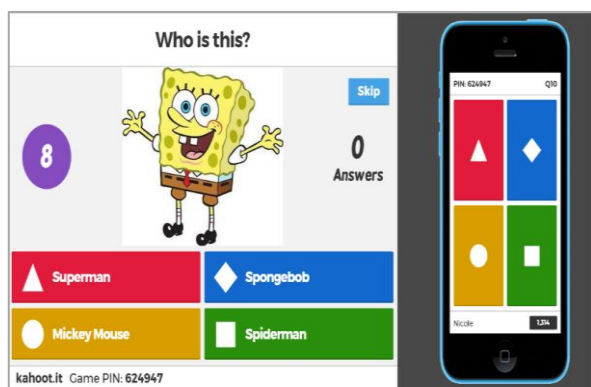 Who is this?
Skip
8
0
Answers
Superman
Spongebob
Mickey Mouse
Spiderman
kahoot.it Game PIN: 624947
PIN: 624947 Q10
Nicole 1,314